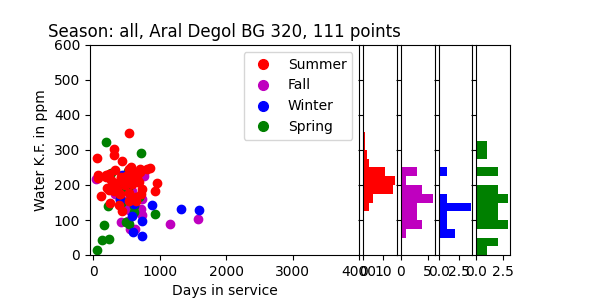 Season: all, Aral Degol BG 320, 111 points
Water K.F. in ppm
600
500
400
300
200
100
0
Summer
Fall
Winter
Spring
0 1000 2000 3000 4000
0 10
0 5
0.0 2.5
0.0 2.5
Days in service